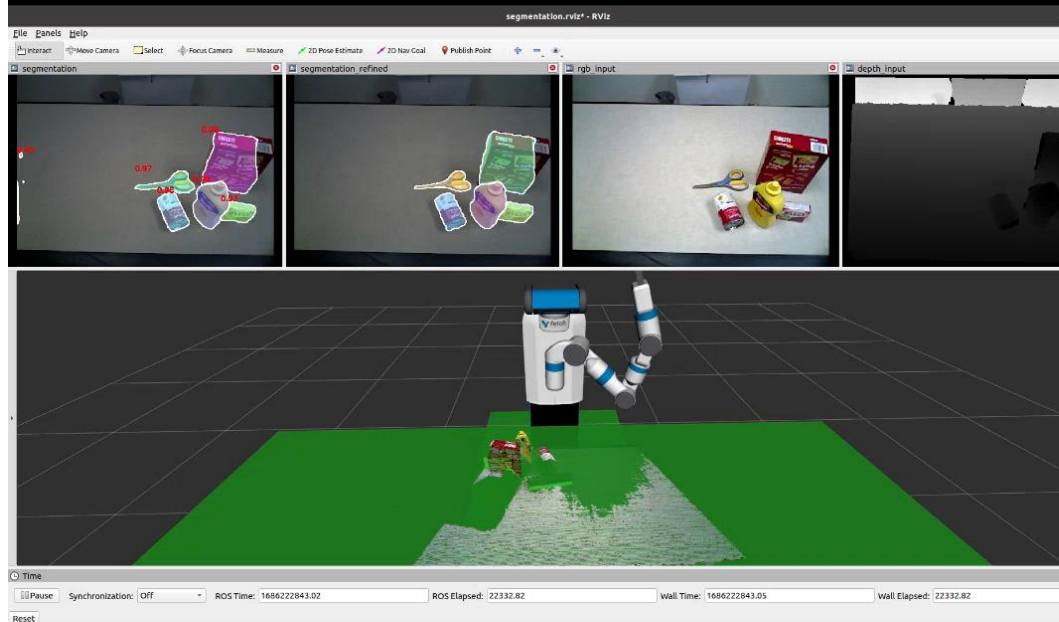 segmentation.rviz* - RViz
File Panels Help
Interact Move Camera Select Focus Camera Measure 2D Pose Estimate 2D Nav Goal Publish Point
segmentation segmentation_refined rgb_input depth_input
0.97
fetch
Time
Pause Synchronization: Off ROS Time: 1686222843.02 ROS Elapsed: 22332.82 Wall Time: 1686222843.05 Wall Elapsed: 22332.82
Reset